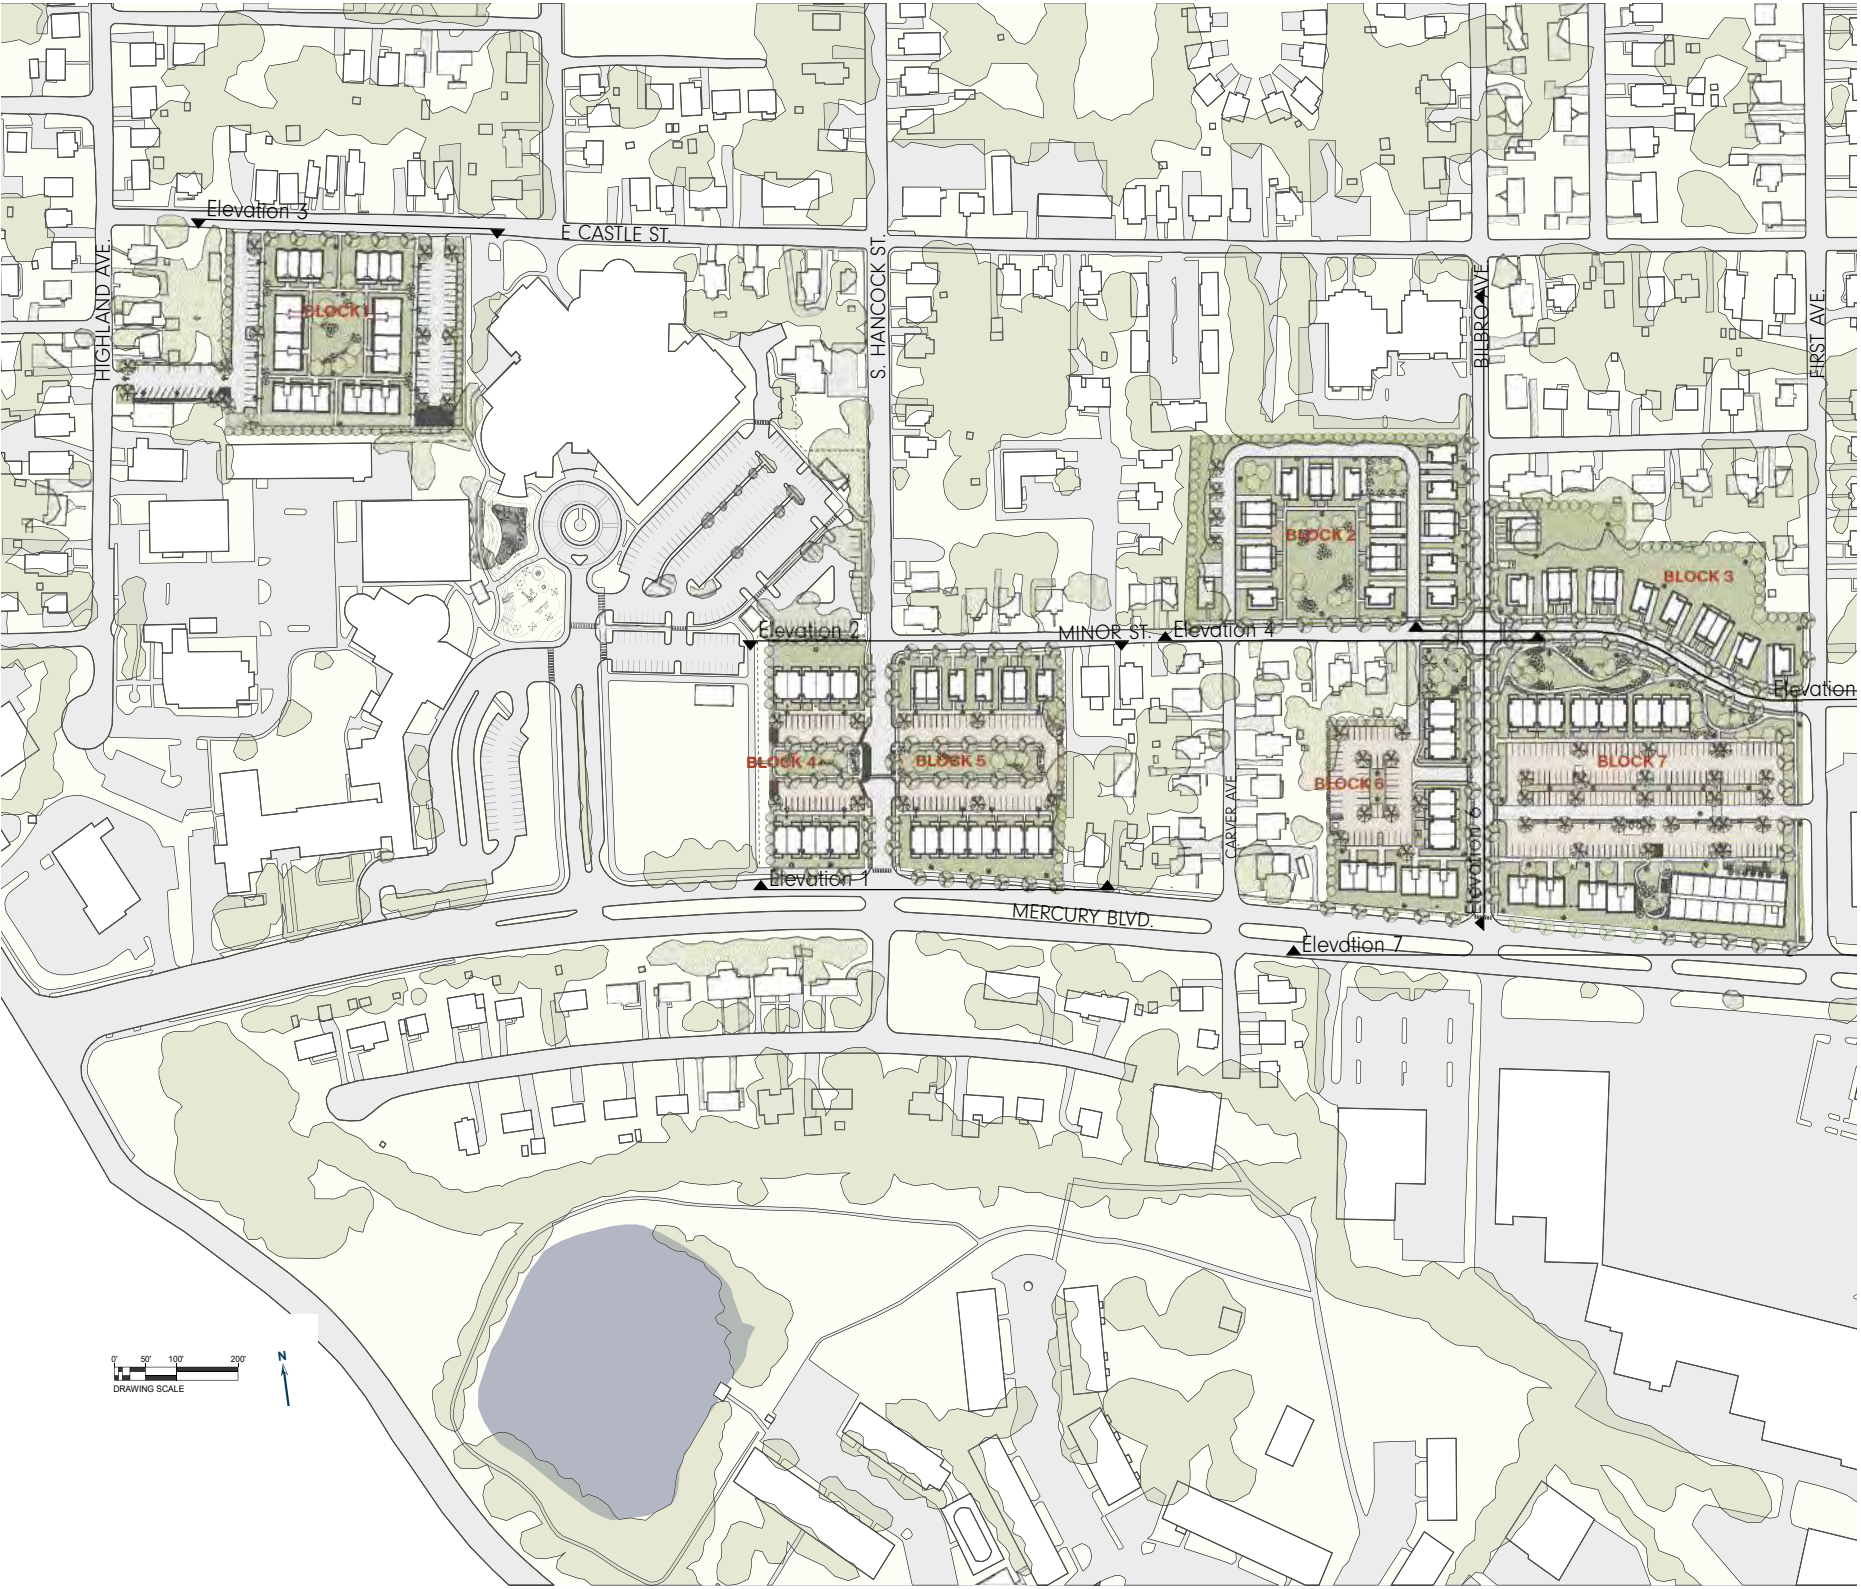 Elevation 3
E CASTLE ST.
HIGHLAND AVE.
S. HANCOCK ST.
BILBRO AVE.
FIRST AVE.
BLOCK 1
BLOCK 2
BLOCK 3
Elevation 2
MINOR ST.
Elevation 4
Elevation
BLOCK 4
BLOCK 5
BLOCK 6
BLOCK 7
CARVER AVE
Elevation 6
Elevation 1
MERCURY BLVD.
Elevation 7
N
0' 50' 100' 200'
DRAWING SCALE